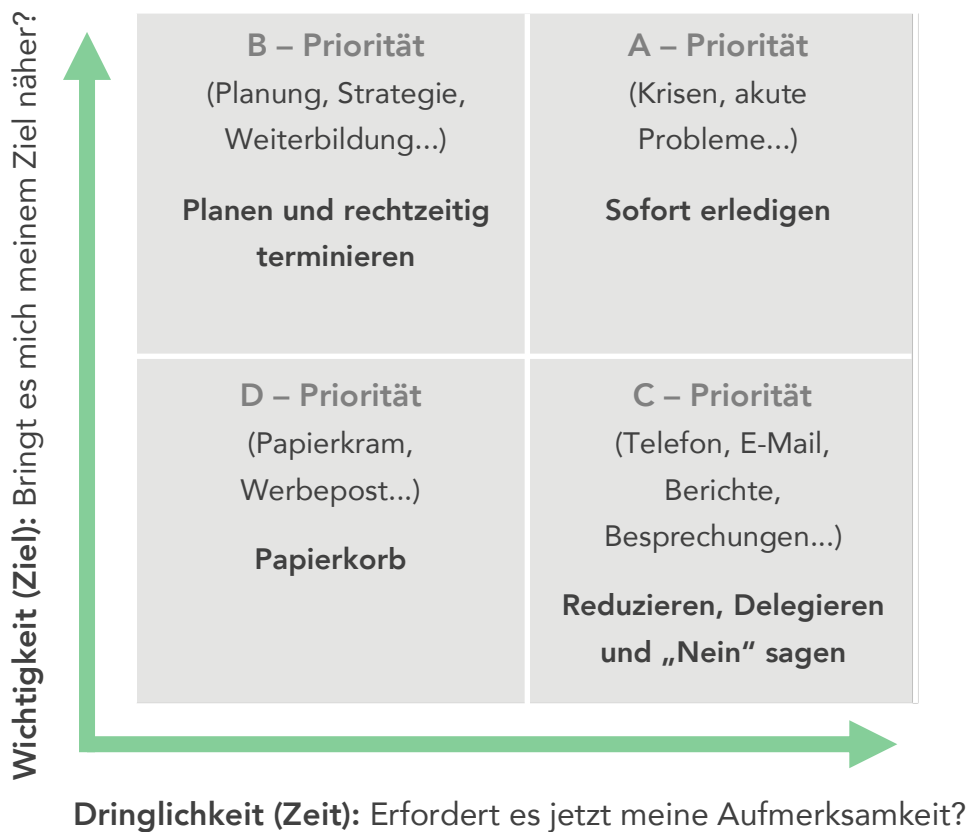 Wichtigkeit (Ziel): Bringt es mich meinem Ziel näher?
B – Priorität
(Planung, Strategie,
Weiterbildung...)
Planen und rechtzeitig
terminieren
A – Priorität
(Krisen, akute
Probleme...)
Sofort erledigen
D – Priorität
(Papierkram,
Werbepost...)
Papierkorb
C – Priorität
(Telefon, E-Mail,
Berichte,
Besprechungen...)
Reduzieren, Delegieren
und „Nein“ sagen
Dringlichkeit (Zeit): Erfordert es jetzt meine Aufmerksamkeit?